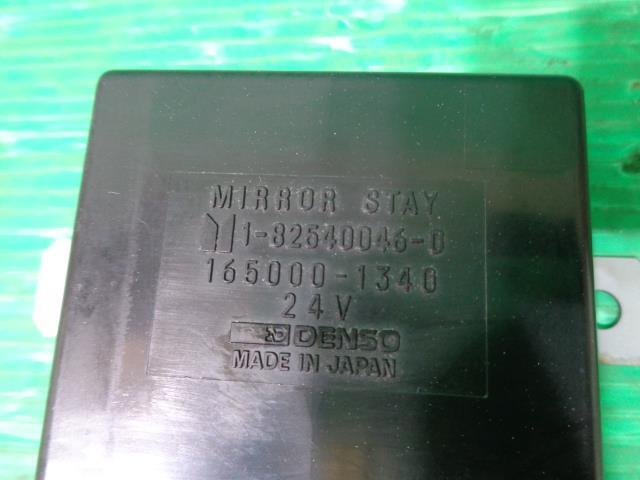 MIRROR STAY
1-82540046-0
165000-1340
24V
DENSO
MADE IN JAPAN